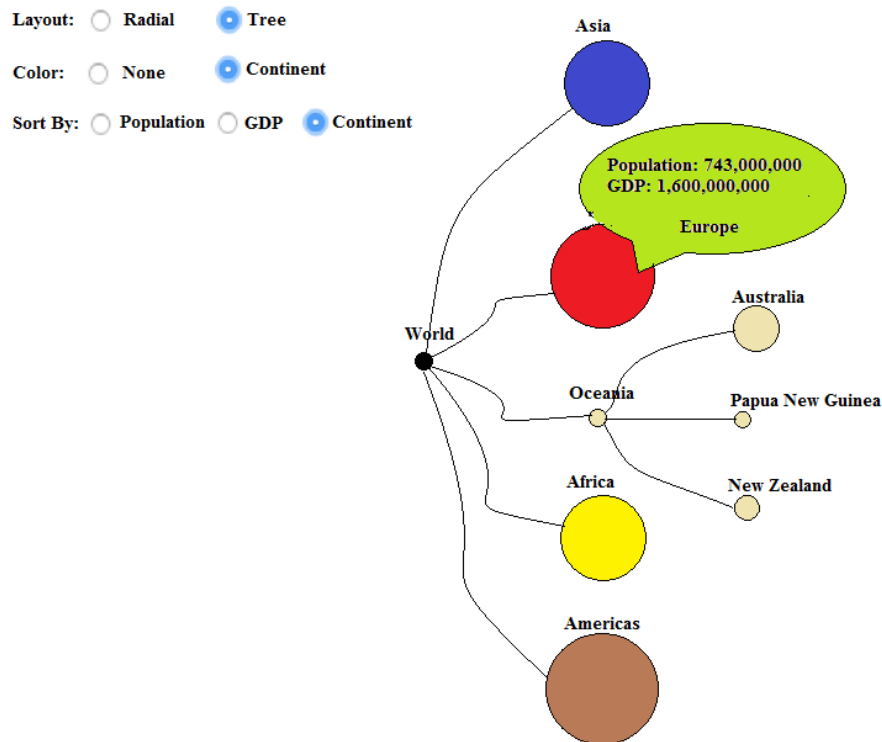 Layout: Radial Tree
Color: None Continent
Sort By: Population GDP Continent
Asia
Population: 743,000,000
GDP: 1,600,000,000
Europe
Australia
World
Oceania
Papua New Guinea
Africa
New Zealand
Americas